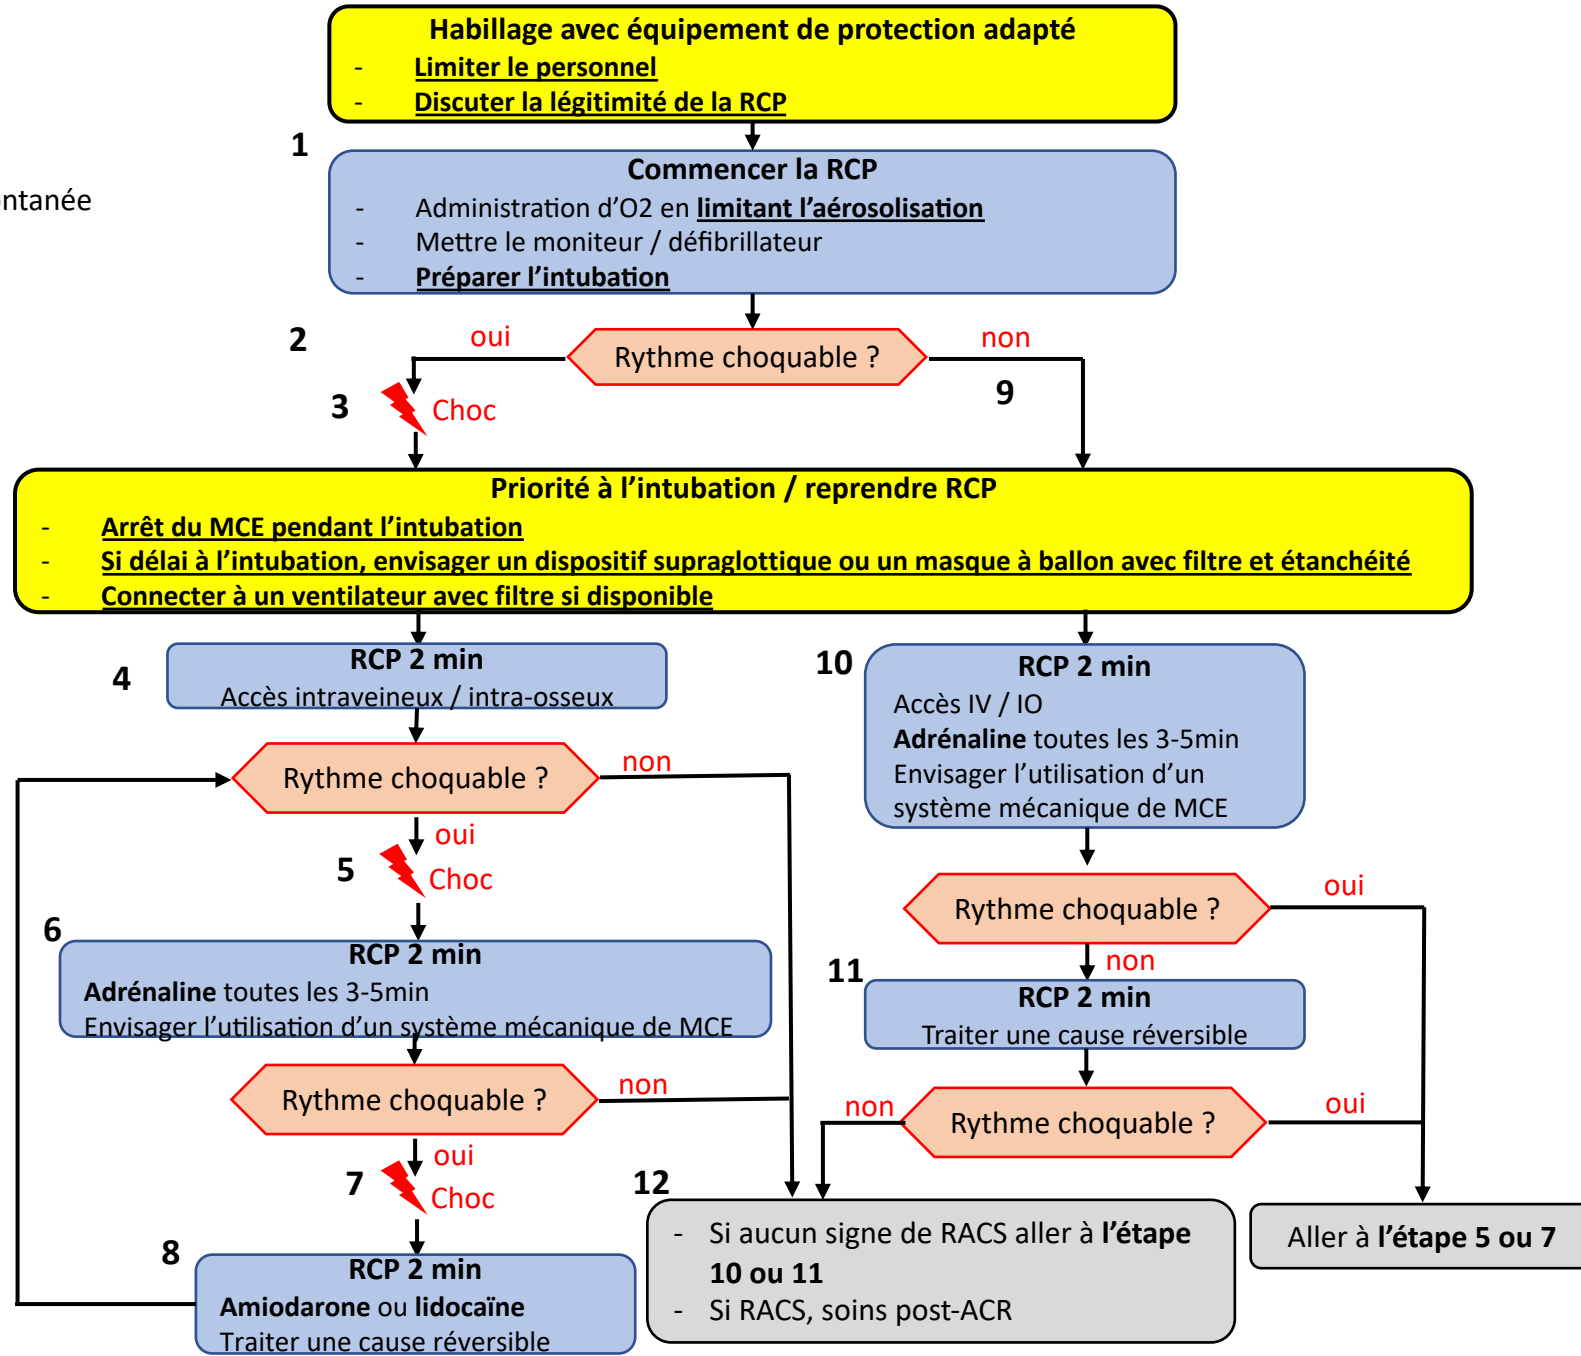 Habillage avec équipement de protection adapté
- Limiter le personnel
- Discuter la légitimité de la RCP
1
Commencer la RCP
ontanée
- Administration d'O2 en limitant l'aérosolisation
- Mettre le moniteur / défibrillateur
- Préparer l'intubation
2
oui
Rythme choquable ?
non
3
Choc
9
Priorité à l'intubation / reprendre RCP
- Arrêt du MCE pendant l'intubation
- Si délai à l'intubation, envisager un dispositif supraglottique ou un masque à ballon avec filtre et étanchéité
- Connecter à un ventilateur avec filtre si disponible
4
RCP 2 min
Accès intraveineux / intra-osseux
Rythme choquable ?
non
oui
5
Choc
6
RCP 2 min
Adrénaline toutes les 3-5min
Envisager l'utilisation d'un système mécanique de MCE
Rythme choquable ?
non
oui
7
Choc
8
RCP 2 min
Amiodarone ou lidocaïne
Traiter une cause réversible
10
RCP 2 min
Accès IV / IO
Adrénaline toutes les 3-5min
Envisager l'utilisation d'un
système mécanique de MCE
Rythme choquable ?
oui
non
11
RCP 2 min
Traiter une cause réversible
non
Rythme choquable ?
oui
12
- Si aucun signe de RACS aller à l'étape
10 ou 11
- Si RACS, soins post-ACR
Aller à l'étape 5 ou 7